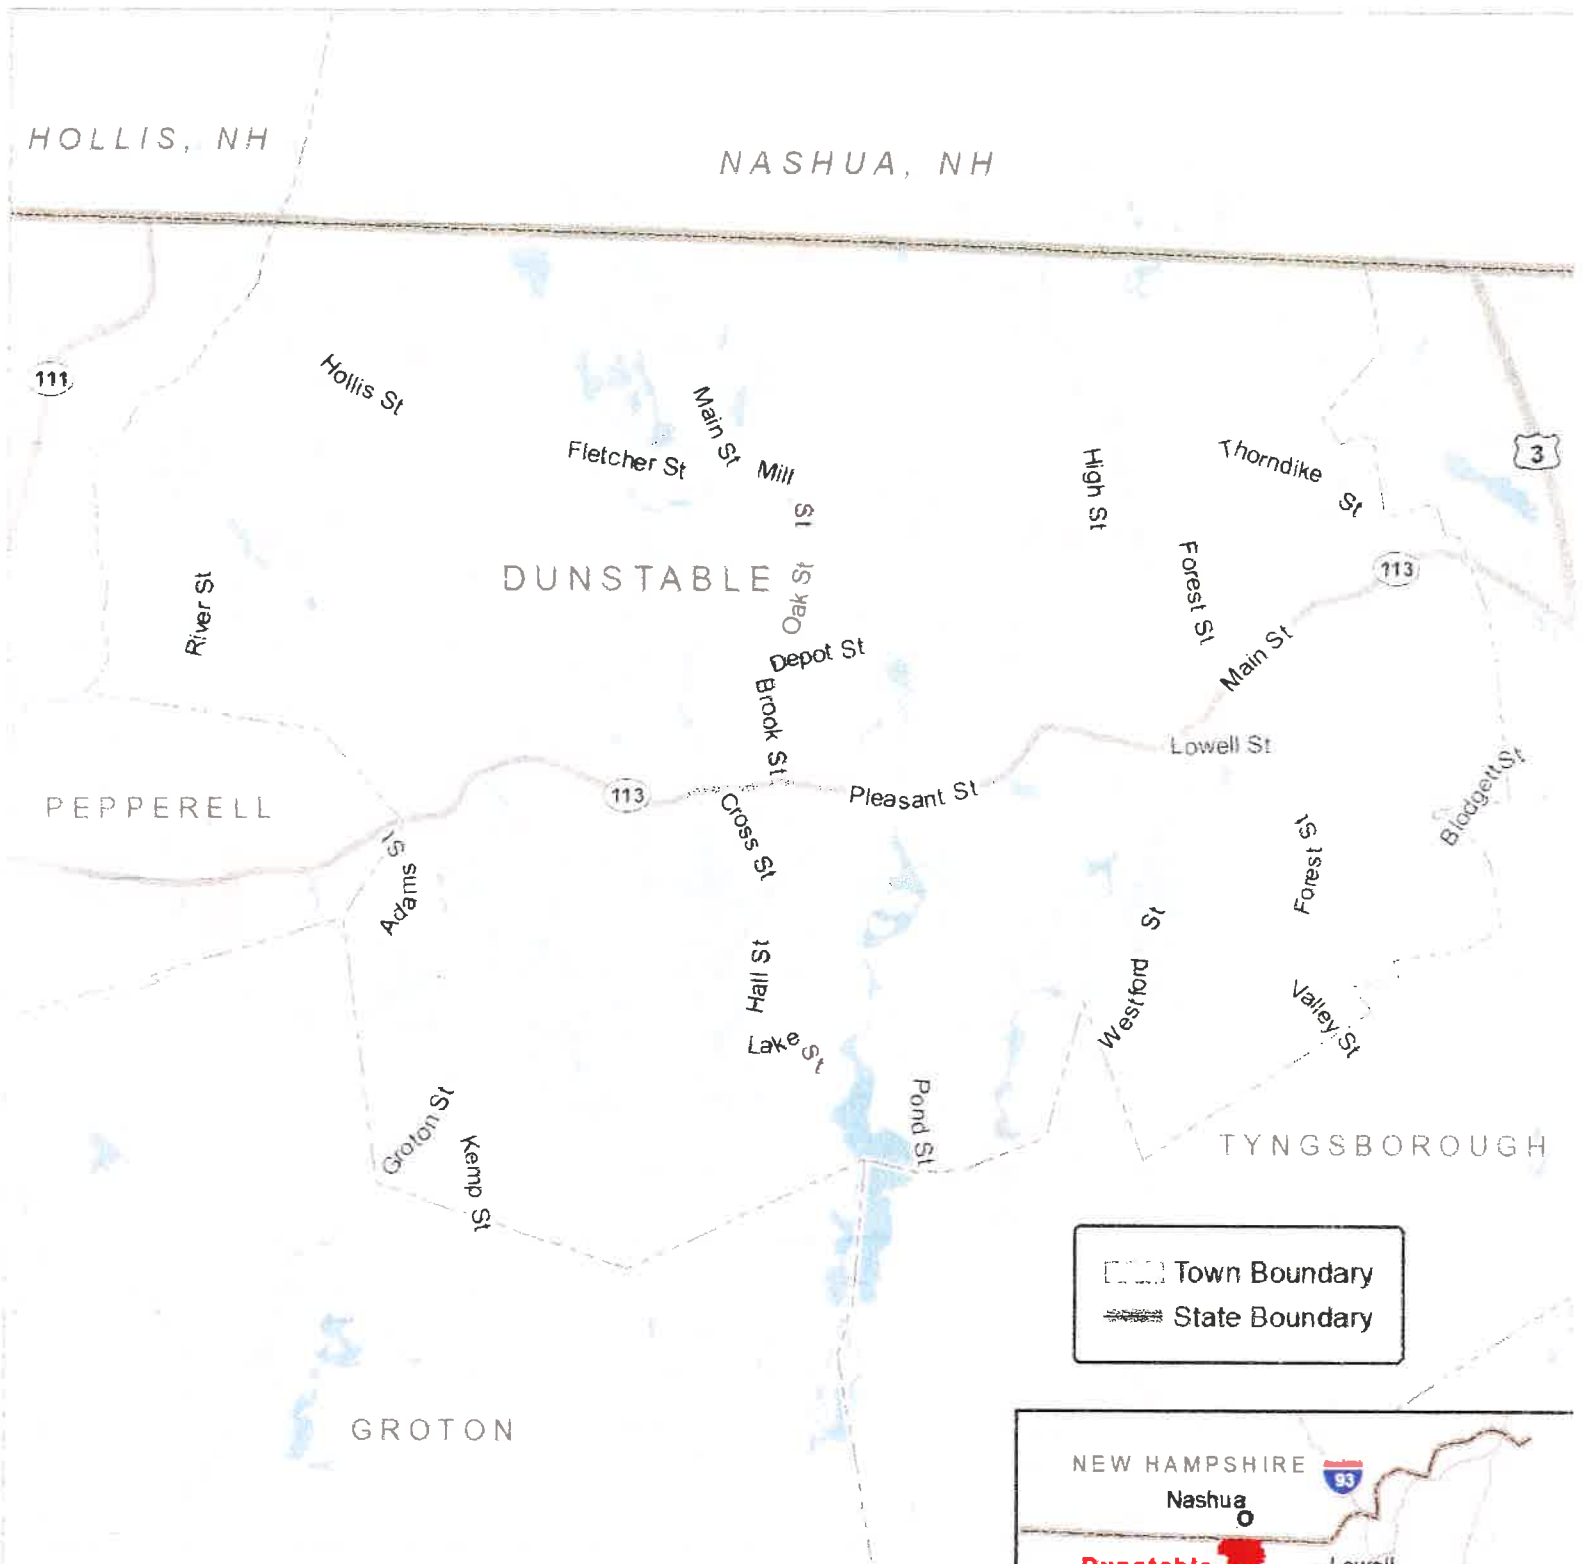 HOLLIS, NH
NASHUA, NH
111
Hollis St
Main St
Fletcher St
Mill St
High St
Thorndike St
3
113
River St
DUNSTABLE
Oak St
Forest St
Depot St
Main St
Brook St
Lowell St
Blodgett St
PEPPERELL
113
Pleasant St
Cross St
Adams St
Forest St
Westford St
Hall St
Valley St
Lake St
Pond St
Groton St
Kemp St
TYNGSBOROUGH
Town Boundary
State Boundary
GROTON
NEW HAMPSHIRE
93
Nashua
Dunstable
Lowell